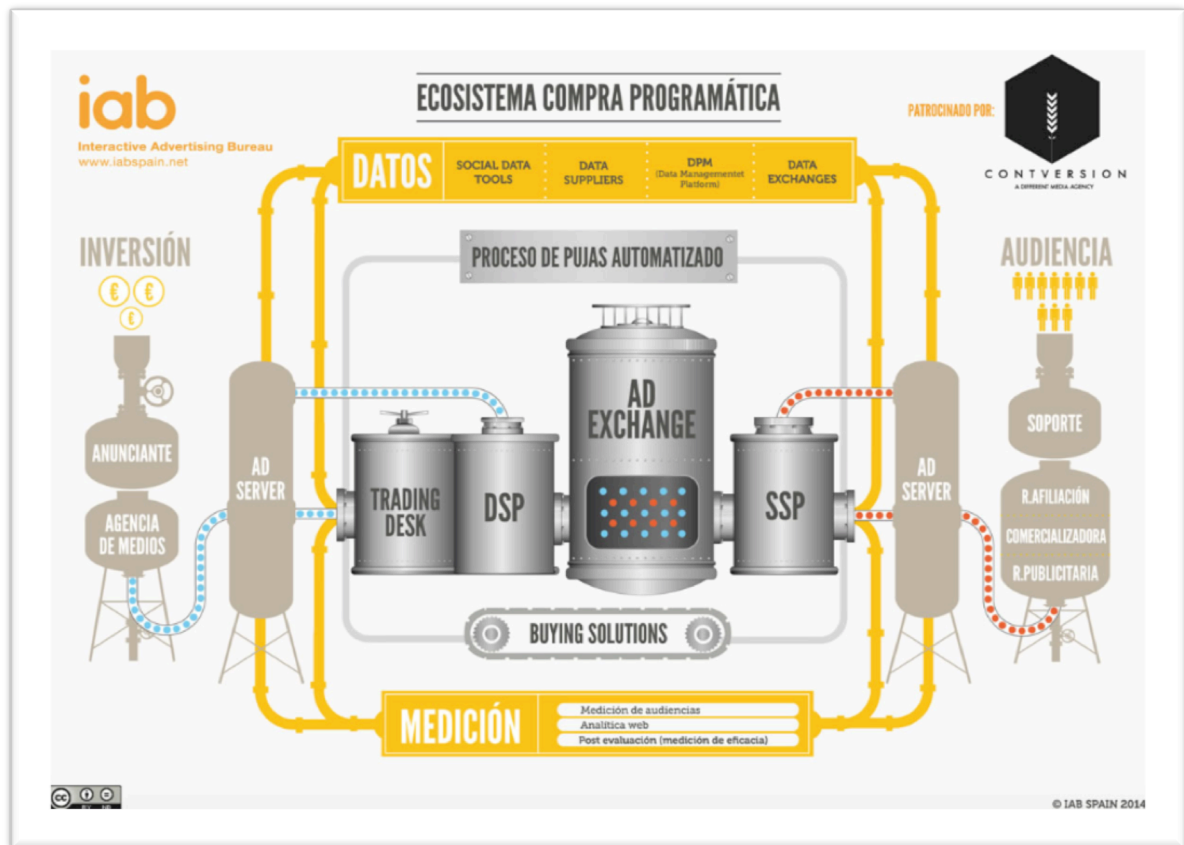 iab
Interactive Advertising Bureau
www.iabspain.net
ECOSISTEMA COMPRA PROGRAMÁTICA
PATROCINADO POR:
CONTVERSION
A DIFFERENT MEDIA AGENCY
DATOS
SOCIAL DATA
TOOLS
DATA
SUPPLIERS
DPM
(Data Managementet
Platform)
DATA
EXCHANGES
INVERSIÓN
€ € €
ANUNCIANTE
AGENCIA
DE MEDIOS
AD
SERVER
PROCESO DE PUJAS AUTOMATIZADO
TRADING
DESK
DSP
AD
EXCHANGE
SSP
BUYING SOLUTIONS
AD
SERVER
AUDIENCIA
SOPORTE
R.AFILIACIÓN
COMERCIALIZADORA
R.PUBLICITARIA
MEDICIÓN
Medición de audiencias
Analítica web
Post evaluación (medición de eficacia)
cc
© IAB SPAIN 2014